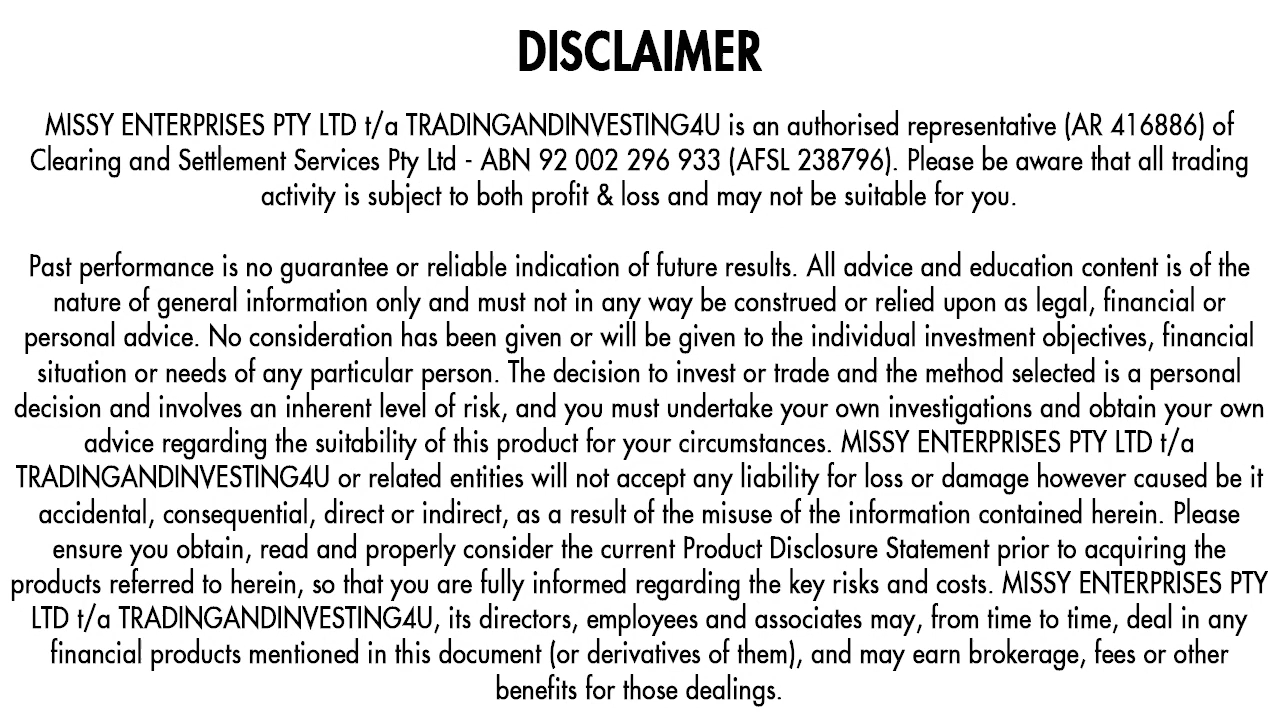 DISCLAIMER
MISSY ENTERPRISES PTY LTD t/a TRADINGANDINVESTING4U is an authorised representative (AR 416886) of
Clearing and Settlement Services Pty Ltd - ABN 92 002 296 933 (AFSL 238796). Please be aware that all trading
activity is subject to both profit & loss and may not be suitable for you.
Past performance is no guarantee or reliable indication of future results. All advice and education content is of the
nature of general information only and must not in any way be construed or relied upon as legal, financial or
personal advice. No consideration has been given or will be given to the individual investment objectives, financial
situation or needs of any particular person. The decision to invest or trade and the method selected is a personal
decision and involves an inherent level of risk, and you must undertake your own investigations and obtain your own
advice regarding the suitability of this product for your circumstances. MISSY ENTERPRISES PTY LTD t/a
TRADINGANDINVESTING4U or related entities will not accept any liability for loss or damage however caused be it
accidental, consequential, direct or indirect, as a result of the misuse of the information contained herein. Please
ensure you obtain, read and properly consider the current Product Disclosure Statement prior to acquiring the
products referred to herein, so that you are fully informed regarding the key risks and costs. MISSY ENTERPRISES PTY
LTD t/a TRADINGANDINVESTING4U, its directors, employees and associates may, from time to time, deal in any
financial products mentioned in this document (or derivatives of them), and may earn brokerage, fees or other
benefits for those dealings.